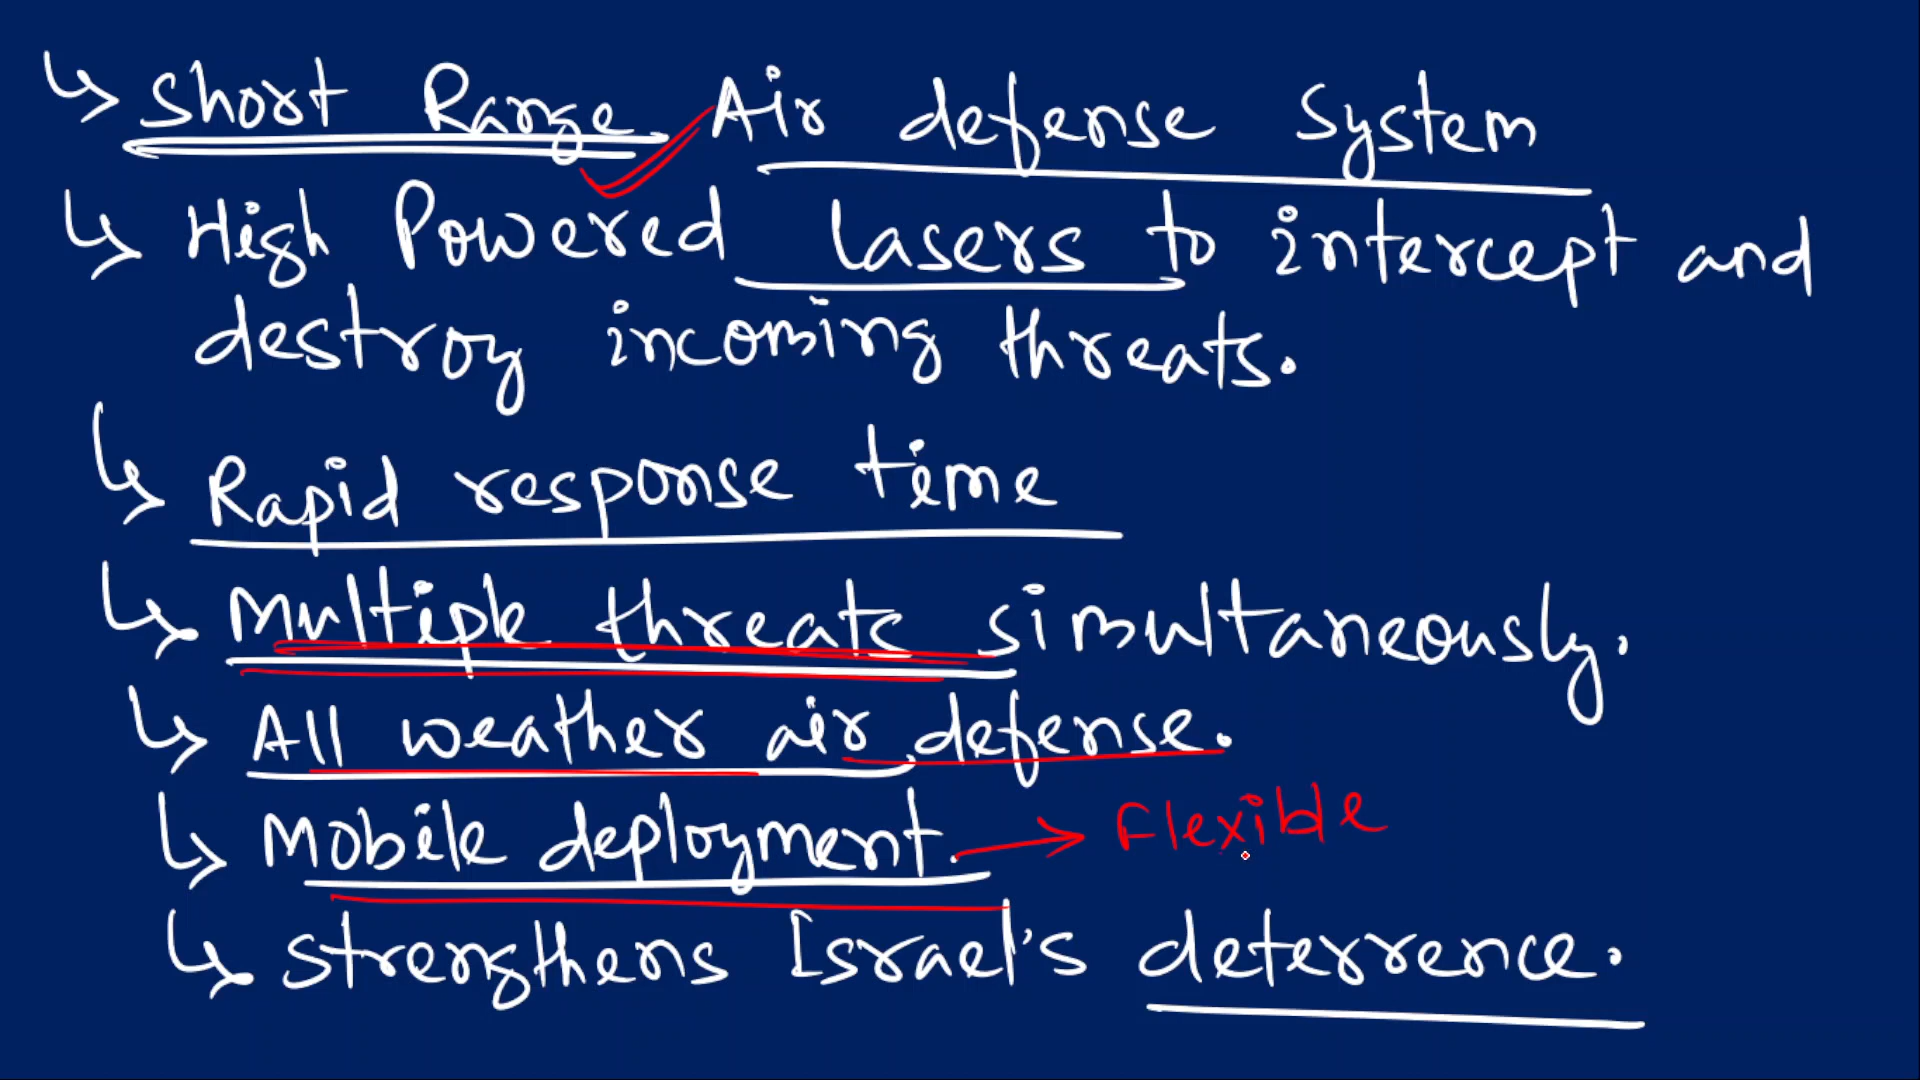 ↳ Short Range Air defense System
↳ High Powered lasers to intercept and
destroy incoming threats.
↳ Rapid response time
↳ Multiple threats simultaneously.
↳ All weather air defense.
↳ Mobile deployment. → Flexible
↳ strengthens Israel's deterrence.